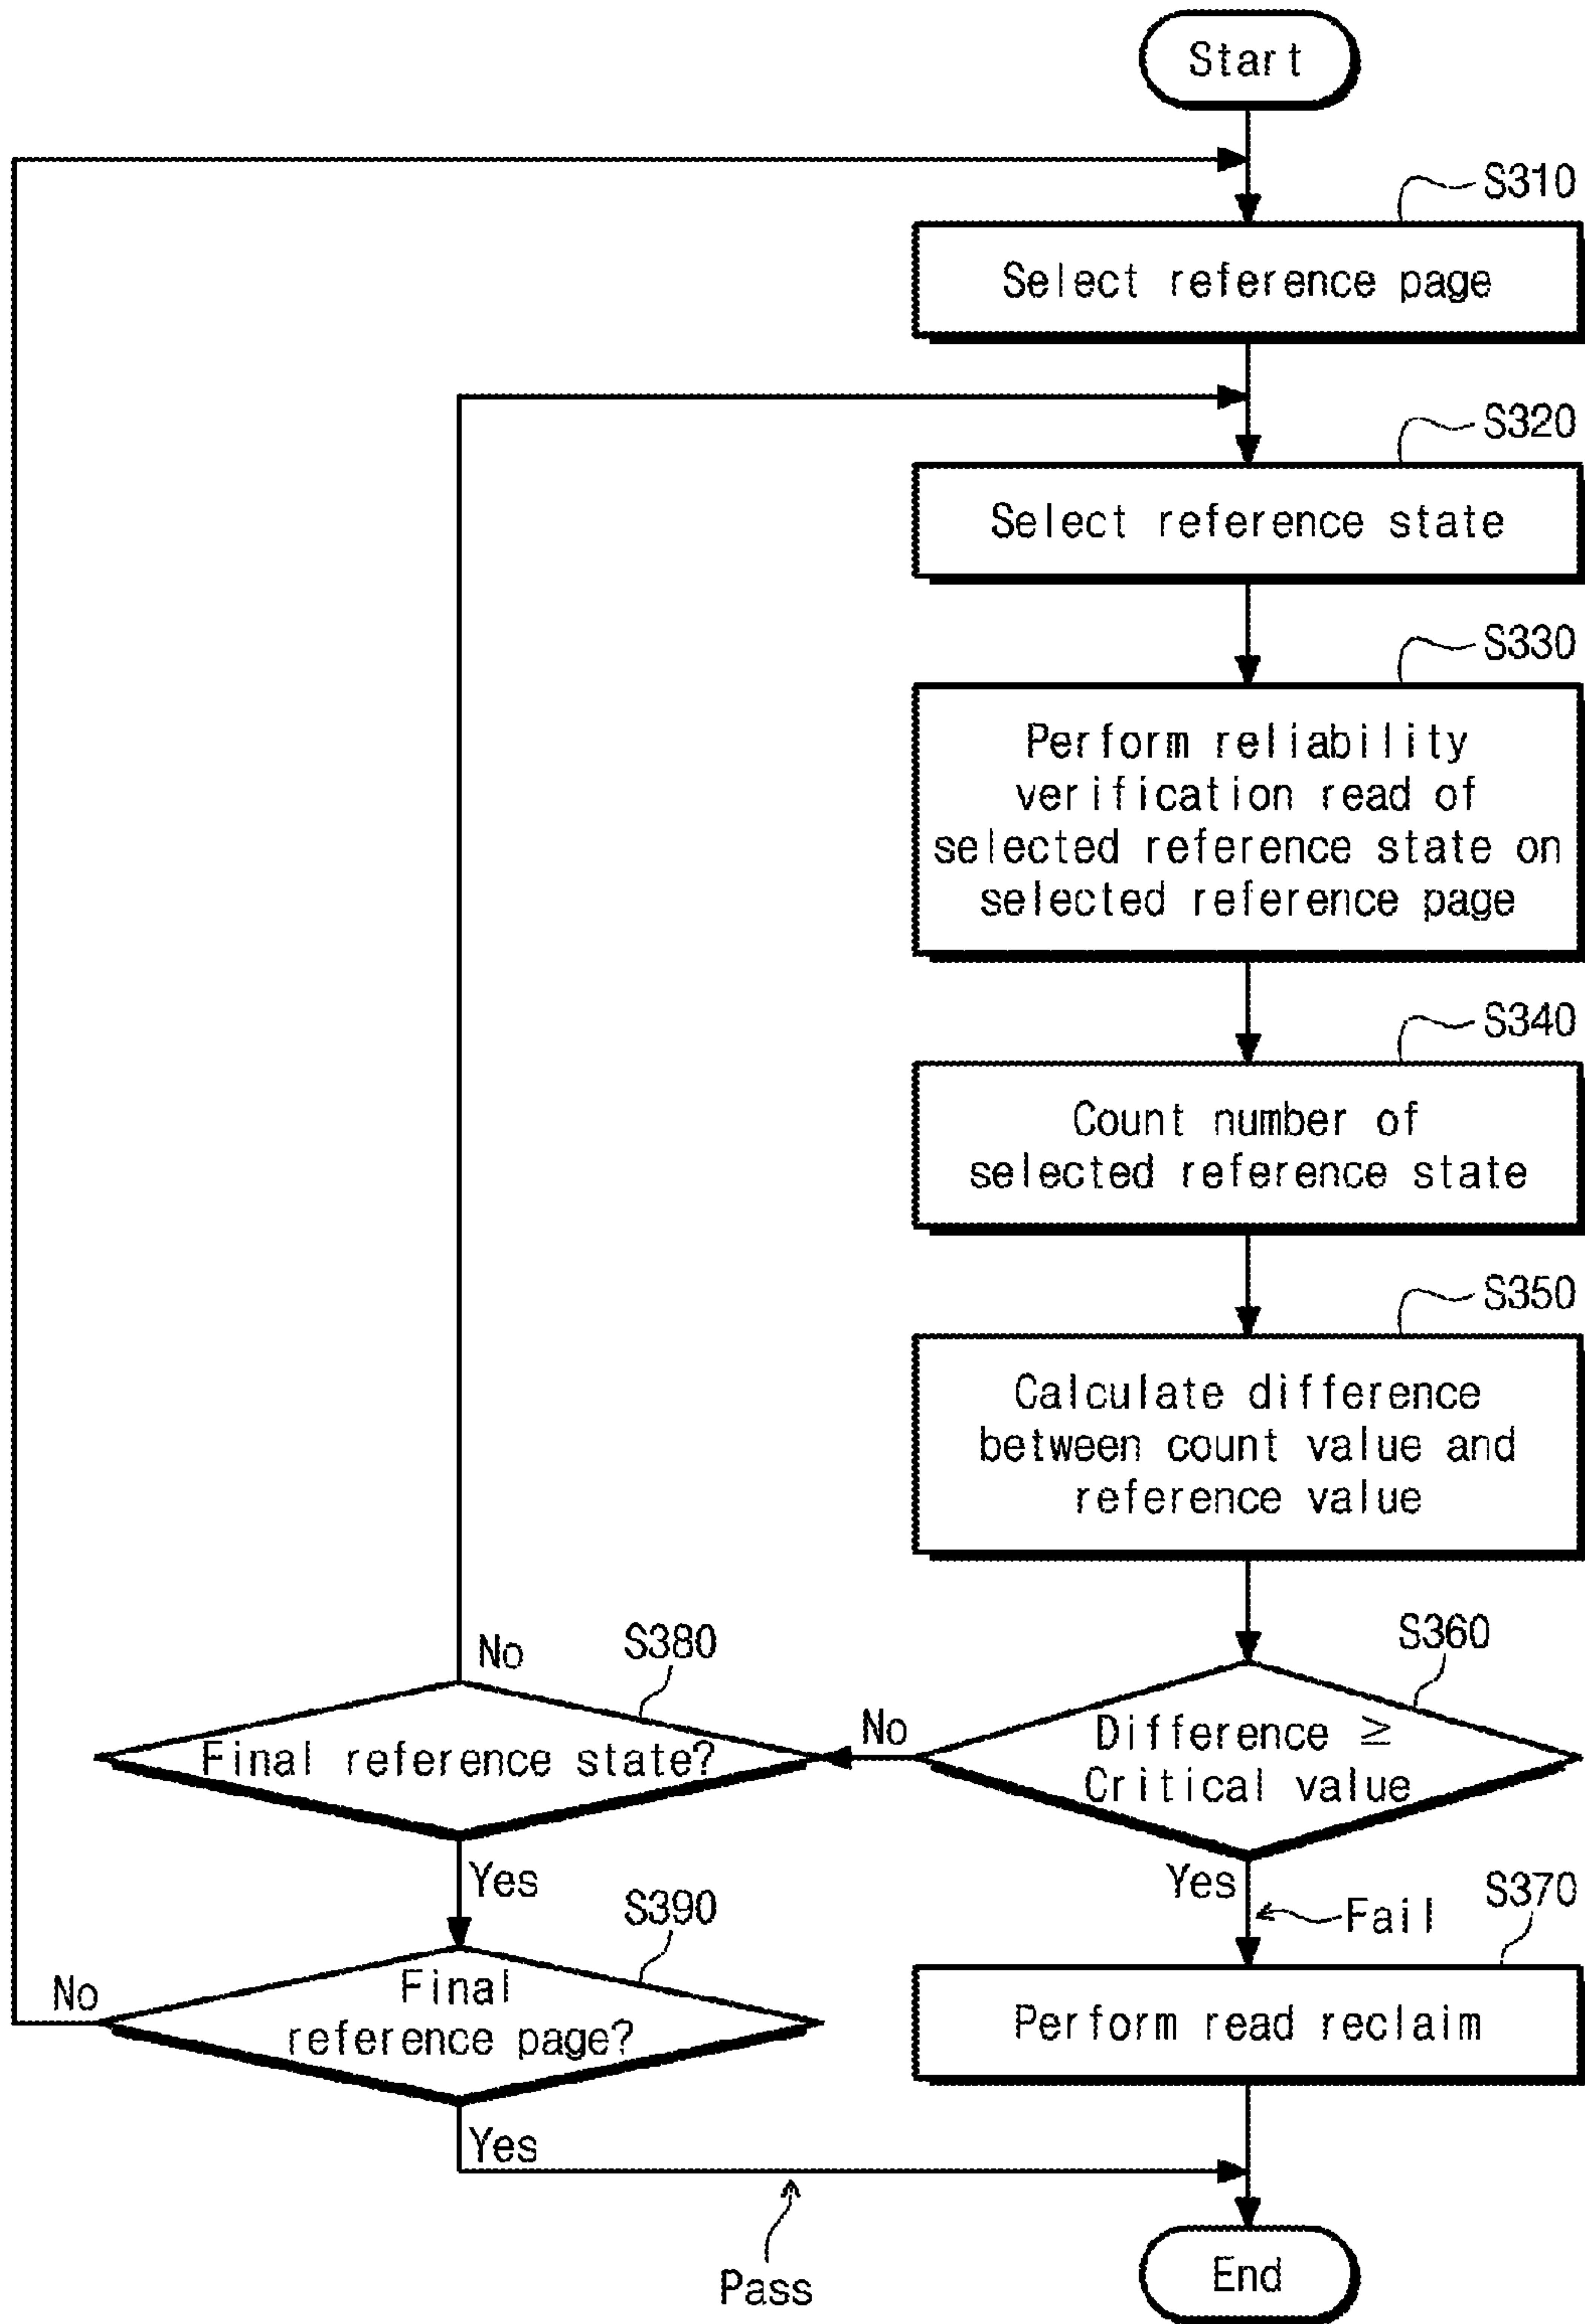 Start
S310
Select reference page
S320
Select reference state
S330
Perform reliability
verification read of
selected reference state on
selected reference page
S340
Count number of
selected reference state
S350
Calculate difference
between count value and
reference value
S360
Difference ≥
Critical value
No
Yes
Fail
S380
Final reference state?
No
Yes
S390
Final
reference page?
No
Yes
Pass
S370
Perform read reclaim
End